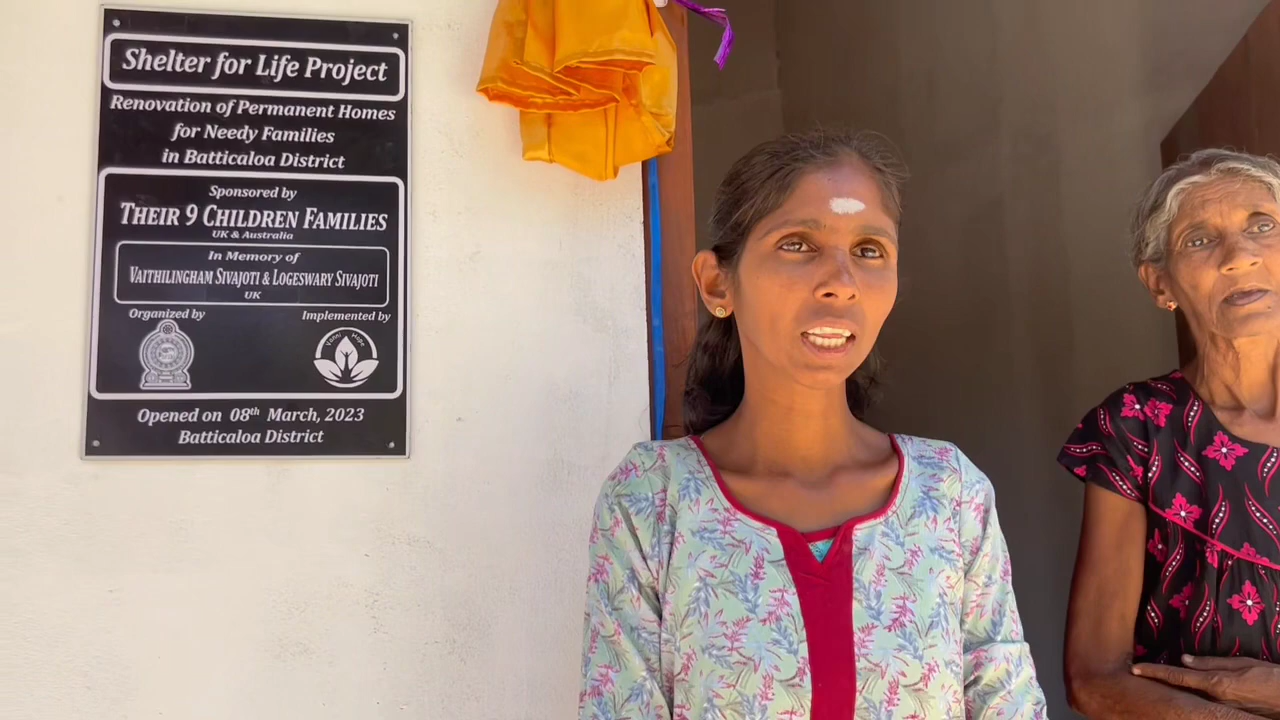 Shelter for Life Project
Renovation of Permanent Homes
for Needy Families
in Batticaloa District
Sponsored by
THEIR 9 CHILDREN FAMILIES
UK & Australia
In Memory of
VAITHILINGHAM SIVAJOTI & LOGESWARY SIVAJOTI
UK
Organized by Implemented by
Vanni Hope
Opened on 08th March, 2023
Batticaloa District